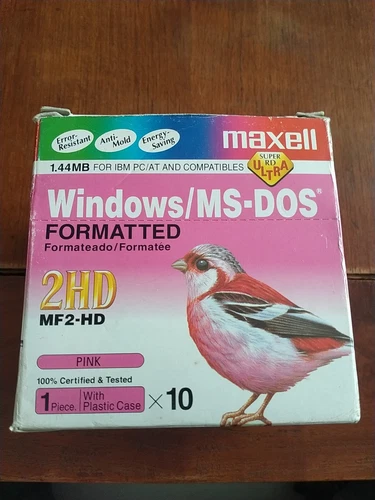 Error-
Resistant
Anti-
Mold
Energy-
Saving
maxell
1.44MB FOR IBM PC/AT AND COMPATIBLES
SUPER
RD
ULTRA
Windows/MS-DOS®
FORMATTED
Formateado/Formatée
2HD
MF2-HD
PINK
100% Certified & Tested
1 Piece. With
Plastic Case × 10